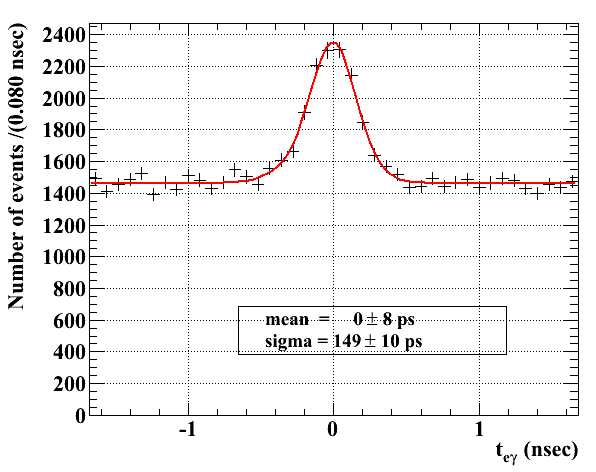 Number of events /(0.080 nsec)
2400
2200
2000
1800
1600
1400
1200
1000
800
600
400
200
0
mean = 0 ± 8 ps
sigma = 149 ± 10 ps
-1 0 1
t_eγ (nsec)